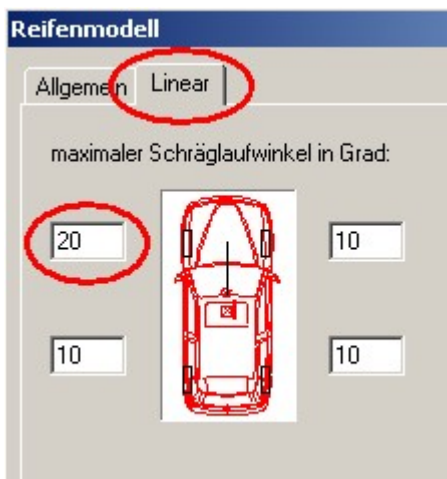 Reifenmodell
Allgemein Linear
maximaler Schräglaufwinkel in Grad:
20 10
10 10